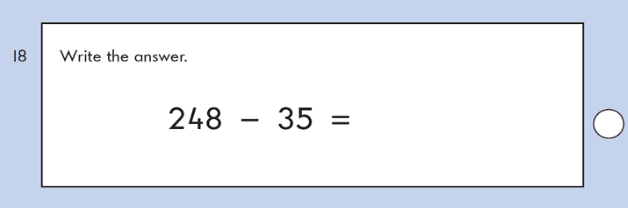 18 Write the answer.
248 − 35 =